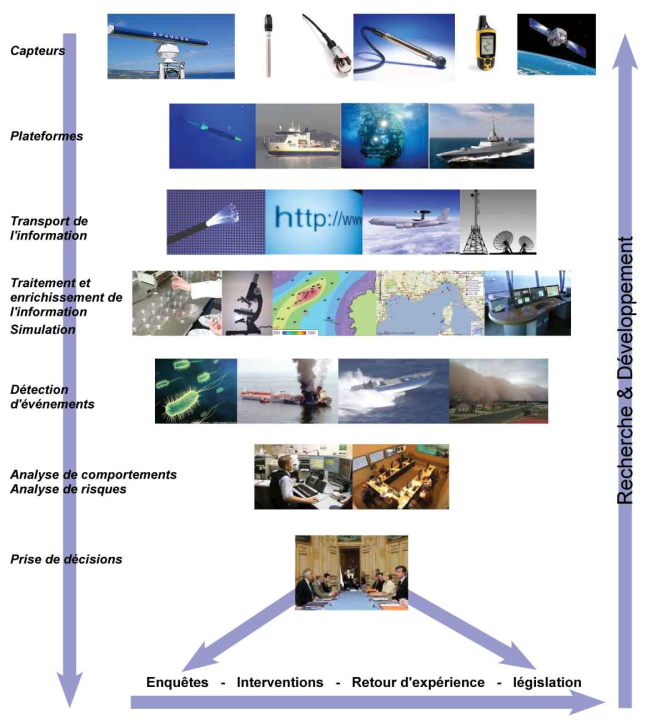 Capteurs
Plateformes
http://www
Transport de
l'information
Traitement et
enrichissement de
l'information
Simulation
Détection
d'événements
Analyse de comportements
Analyse de risques
Prise de décisions
Enquêtes - Interventions - Retour d'expérience - législation
Recherche & Développement